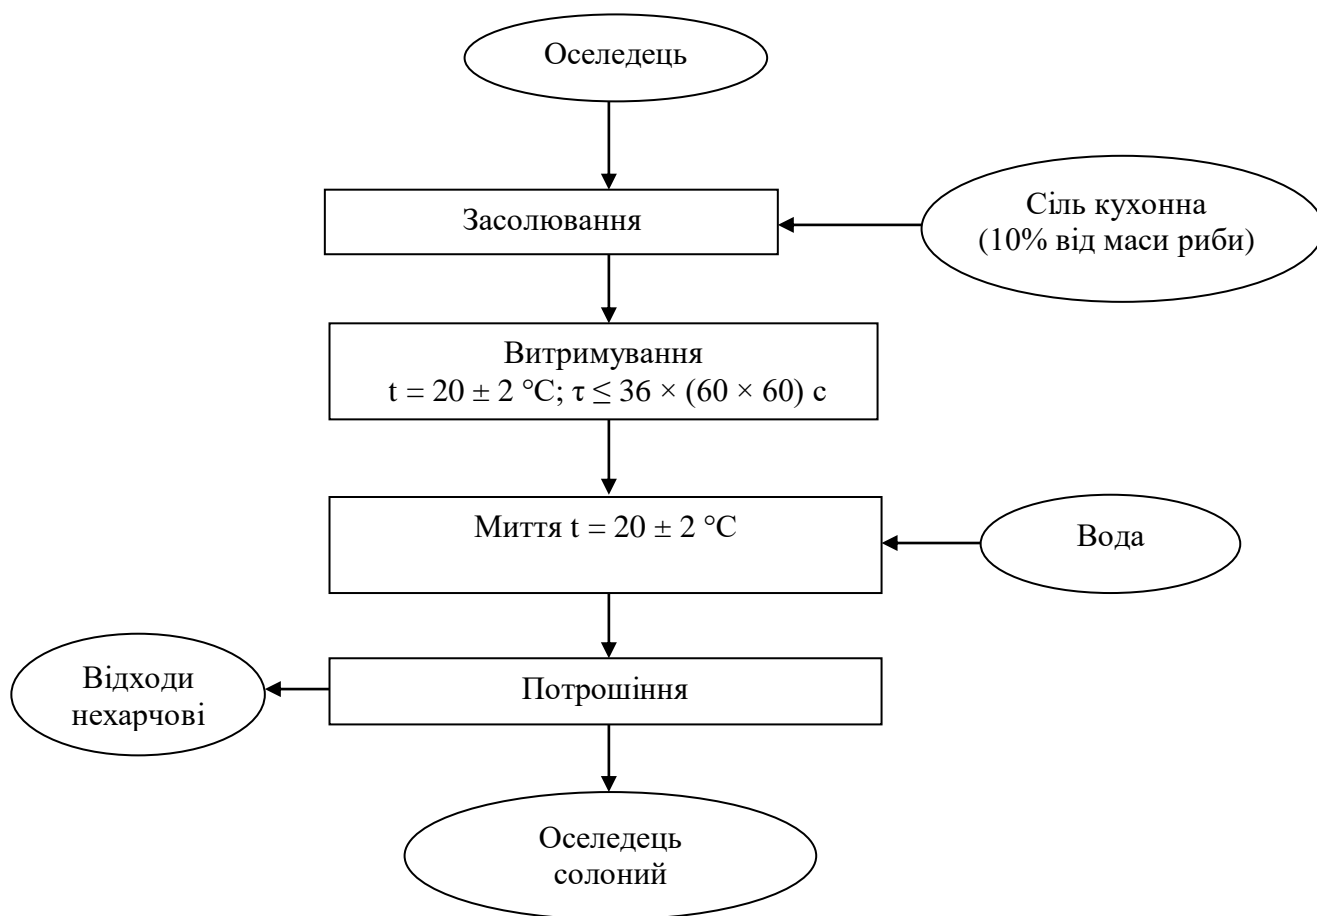 Оселедець
Засолювання
Сіль кухонна
(10% від маси риби)
Витримування
t = 20 ± 2 °C; τ ≤ 36 × (60 × 60) с
Миття t = 20 ± 2 °C
Вода
Відходи
нехарчові
Потрошіння
Оселедець
солоний